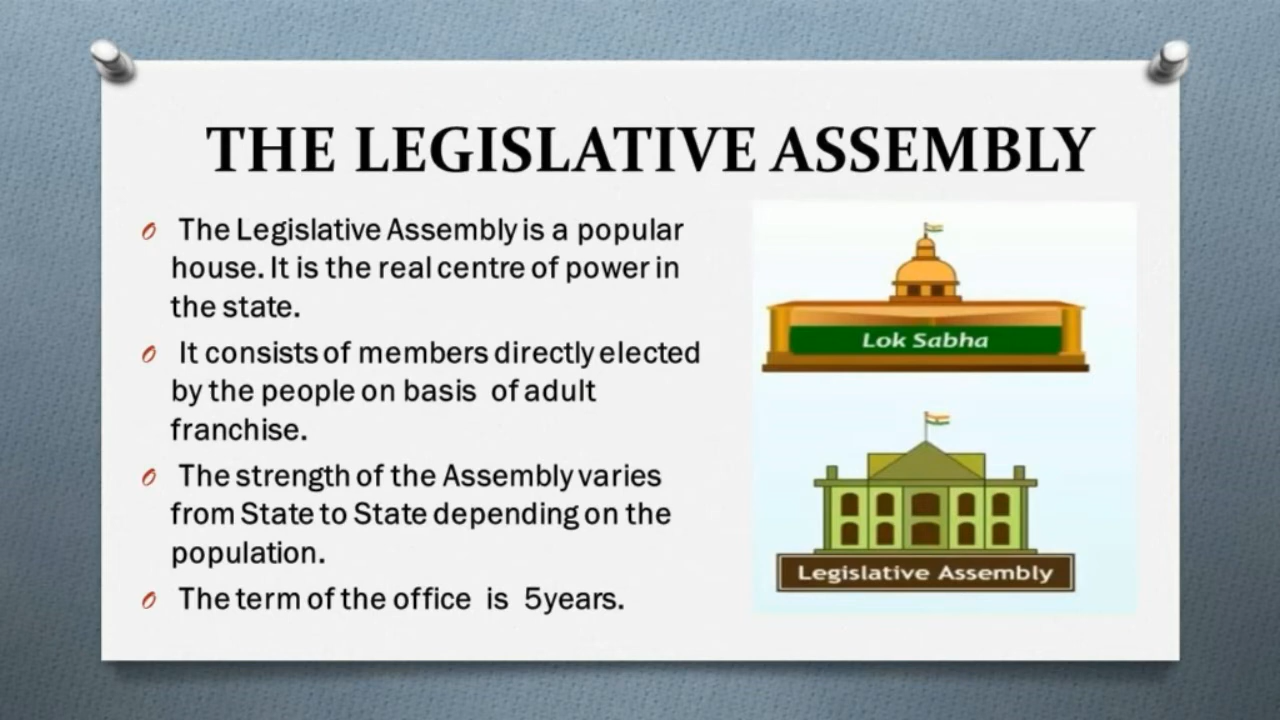 THE LEGISLATIVE ASSEMBLY
The Legislative Assembly is a popular
house. It is the real centre of power in
the state.
It consists of members directly elected
by the people on basis of adult
franchise.
The strength of the Assembly varies
from State to State depending on the
population.
The term of the office is 5years.
Lok Sabha
Legislative Assembly